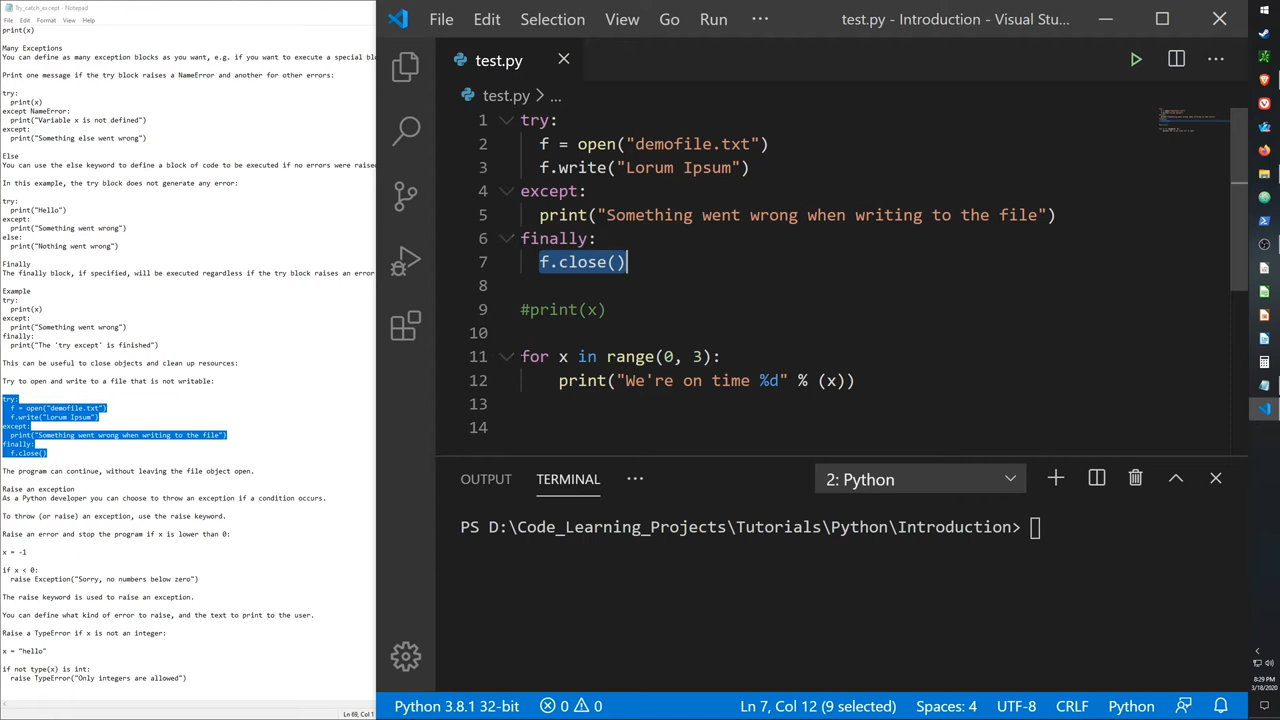 Try_catch_except - Notepad
File Edit Format View Help
print(x)
Many Exceptions
You can define as many exception blocks as you want, e.g. if you want to execute a special blo
Print one message if the try block raises a NameError and another for other errors:
try:
print(x)
except NameError:
print("Variable x is not defined")
except:
print("Something else went wrong")
Else
You can use the else keyword to define a block of code to be executed if no errors were raised
In this example, the try block does not generate any error:
try:
print("Hello")
except:
print("Something went wrong")
else:
print("Nothing went wrong")
Finally
The finally block, if specified, will be executed regardless if the try block raises an error
Example
try:
print(x)
except:
print("Something went wrong")
finally:
print("The 'try except' is finished")
This can be useful to close objects and clean up resources:
Try to open and write to a file that is not writable:
try:
f = open("demofile.txt")
f.write("Lorum Ipsum")
except:
print("Something went wrong when writing to the file")
finally:
f.close()
The program can continue, without leaving the file object open.
Raise an exception
As a Python developer you can choose to throw an exception if a condition occurs.
To throw (or raise) an exception, use the raise keyword.
Raise an error and stop the program if x is lower than 0:
x = -1
if x < 0:
raise Exception("Sorry, no numbers below zero")
The raise keyword is used to raise an exception.
You can define what kind of error to raise, and the text to print to the user.
Raise a TypeError if x is not an integer:
x = "hello"
if not type(x) is int:
raise TypeError("Only integers are allowed")
Ln 69, Col 1
File Edit Selection View Go Run ··· test.py - Introduction - Visual Stu...
test.py
test.py > ...
1 try:
2 f = open("demofile.txt")
3 f.write("Lorum Ipsum")
4 except:
5 print("Something went wrong when writing to the file")
6 finally:
7 f.close()
8
9 #print(x)
10
11 for x in range(0, 3):
12 print("We're on time %d" % (x))
13
14
OUTPUT TERMINAL ··· 2: Python
PS D:\Code_Learning_Projects\Tutorials\Python\Introduction>
Python 3.8.1 32-bit 0 0 Ln 7, Col 12 (9 selected) Spaces: 4 UTF-8 CRLF Python
8:29 PM
3/18/2020